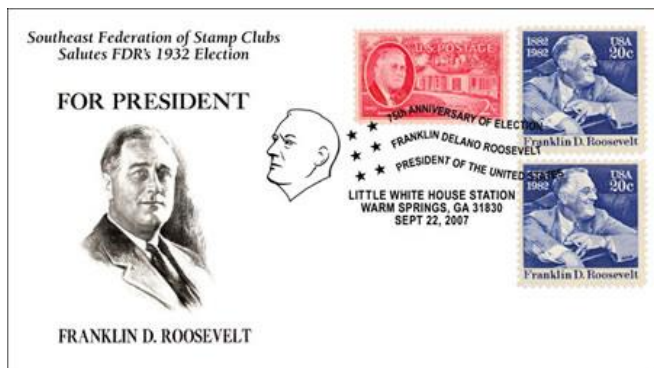 Southeast Federation of Stamp Clubs
Salutes FDR's 1932 Election
FOR PRESIDENT
FRANKLIN D. ROOSEVELT
U.S. POSTAGE
1882
1982
USA
20c
Franklin D. Roosevelt
75th ANNIVERSARY OF ELECTION
FRANKLIN DELANO ROOSEVELT
PRESIDENT OF THE UNITED STATES
LITTLE WHITE HOUSE STATION
WARM SPRINGS, GA 31830
SEPT 22, 2007
1982
USA
20c
Franklin D. Roosevelt